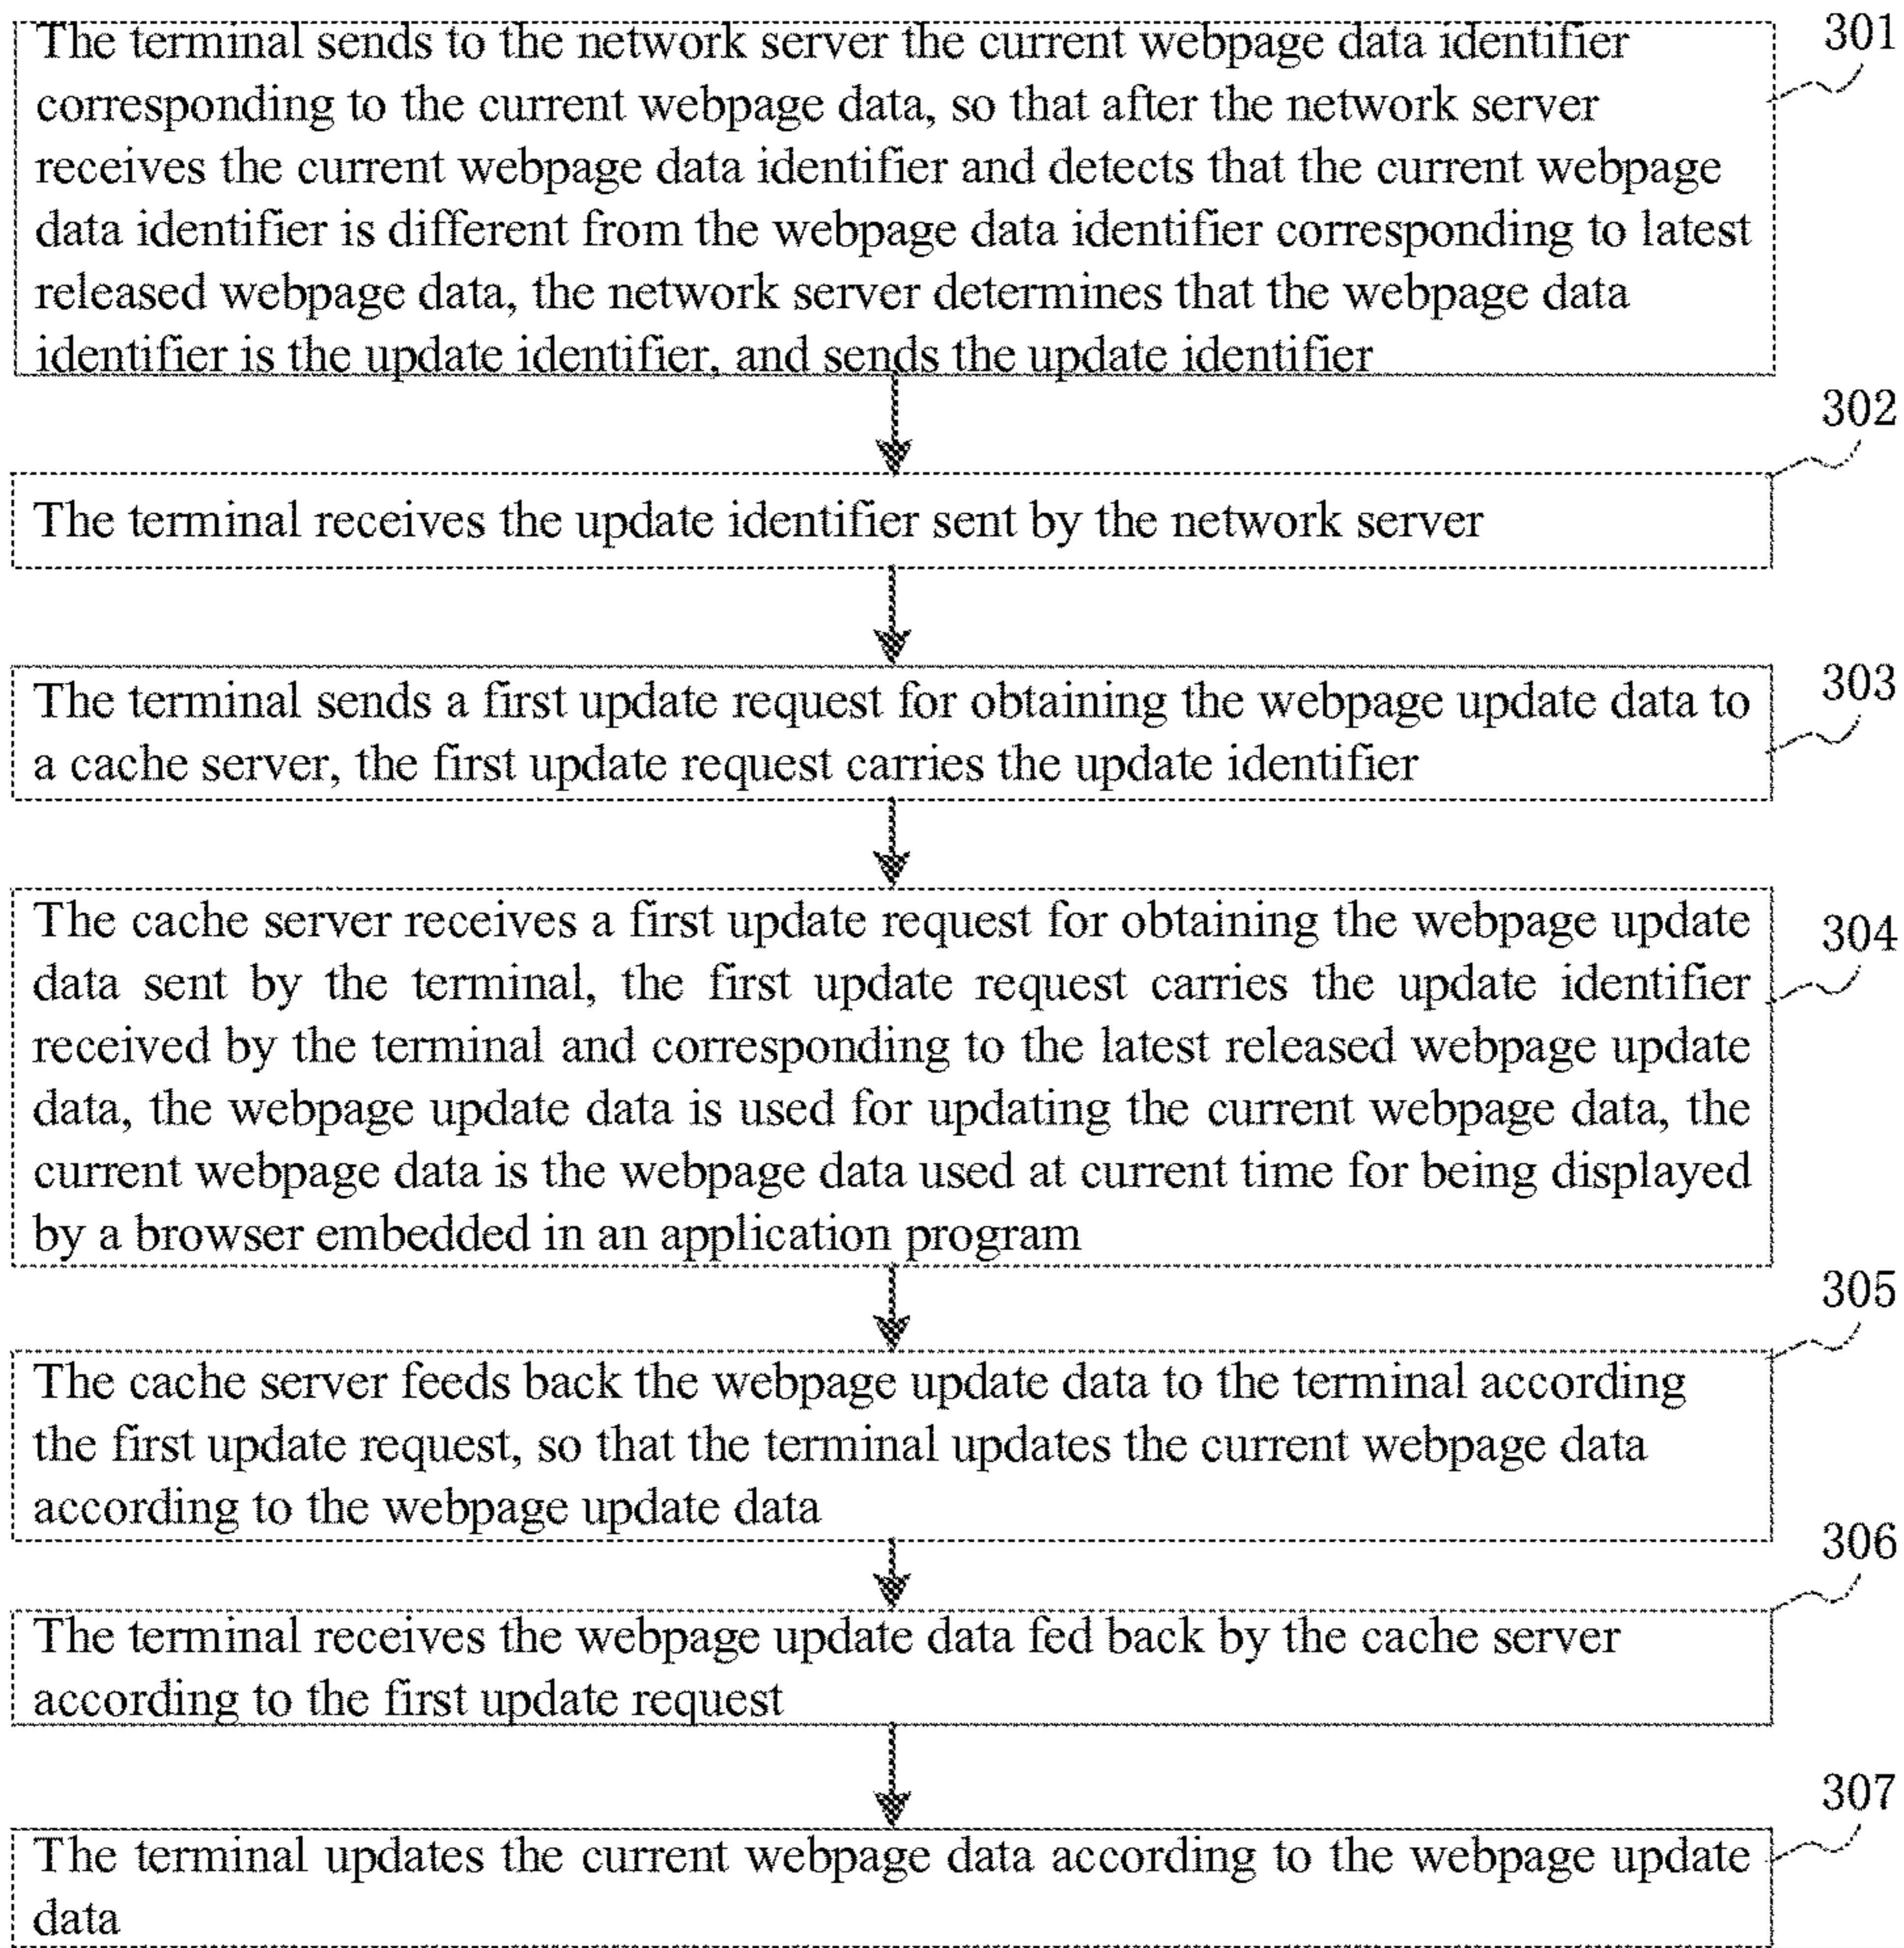 The terminal sends to the network server the current webpage data identifier
301
corresponding to the current webpage data, so that after the network server
receives the current webpage data identifier and detects that the current webpage
data identifier is different from the webpage data identifier corresponding to latest
released webpage data, the network server determines that the webpage data
identifier is the update identifier, and sends the update identifier
302
The terminal receives the update identifier sent by the network server
303
The terminal sends a first update request for obtaining the webpage update data to
a cache server, the first update request carries the update identifier
304
The cache server receives a first update request for obtaining the webpage update
data sent by the terminal, the first update request carries the update identifier
received by the terminal and corresponding to the latest released webpage update
data, the webpage update data is used for updating the current webpage data, the
current webpage data is the webpage data used at current time for being displayed
by a browser embedded in an application program
305
The cache server feeds back the webpage update data to the terminal according
the first update request, so that the terminal updates the current webpage data
according to the webpage update data
306
The terminal receives the webpage update data fed back by the cache server
according to the first update request
307
The terminal updates the current webpage data according to the webpage update
data